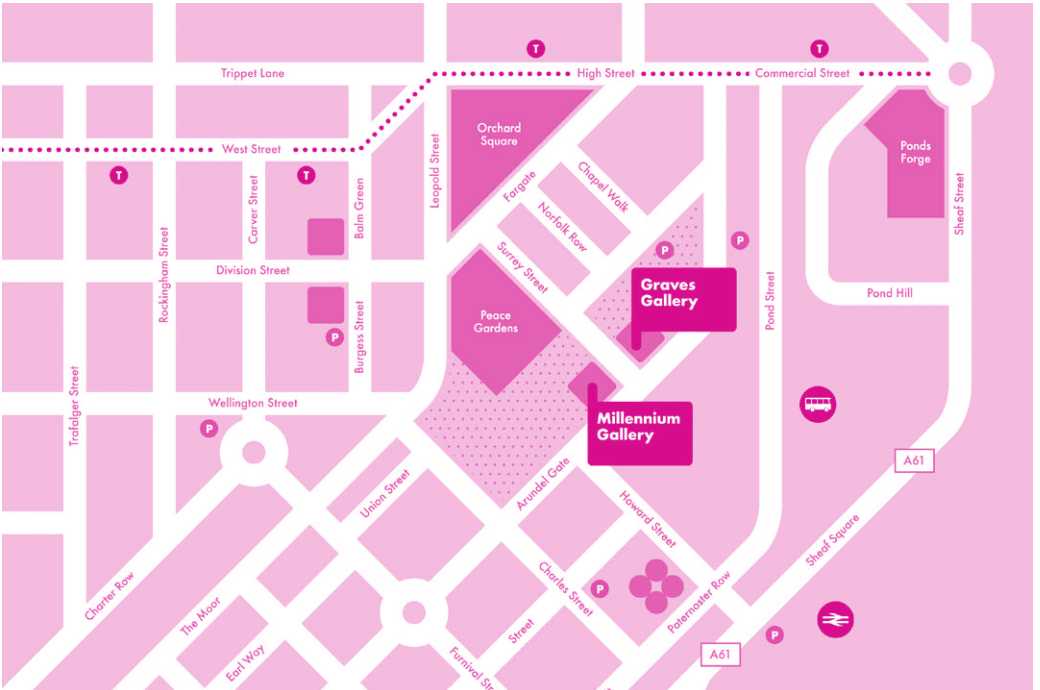 T
T
Trippet Lane
High Street
Commercial Street
Orchard
Square
Ponds
Forge
West Street
T
T
Leopold Street
Fargate
Chapel Walk
Norfolk Row
Surrey Street
Carver Street
Balm Green
Sheaf Street
Rockingham Street
Division Street
P
P
Graves
Gallery
Pond Street
Pond Hill
Peace
Gardens
Burgess Street
P
Trafalger Street
Wellington Street
P
Millennium
Gallery
A61
Union Street
Arundel Gate
Howard Street
Sheaf Square
Charter Row
The Moor
Earl Way
Charles Street
P
Street
Furnival
Paternoster Row
P
A61